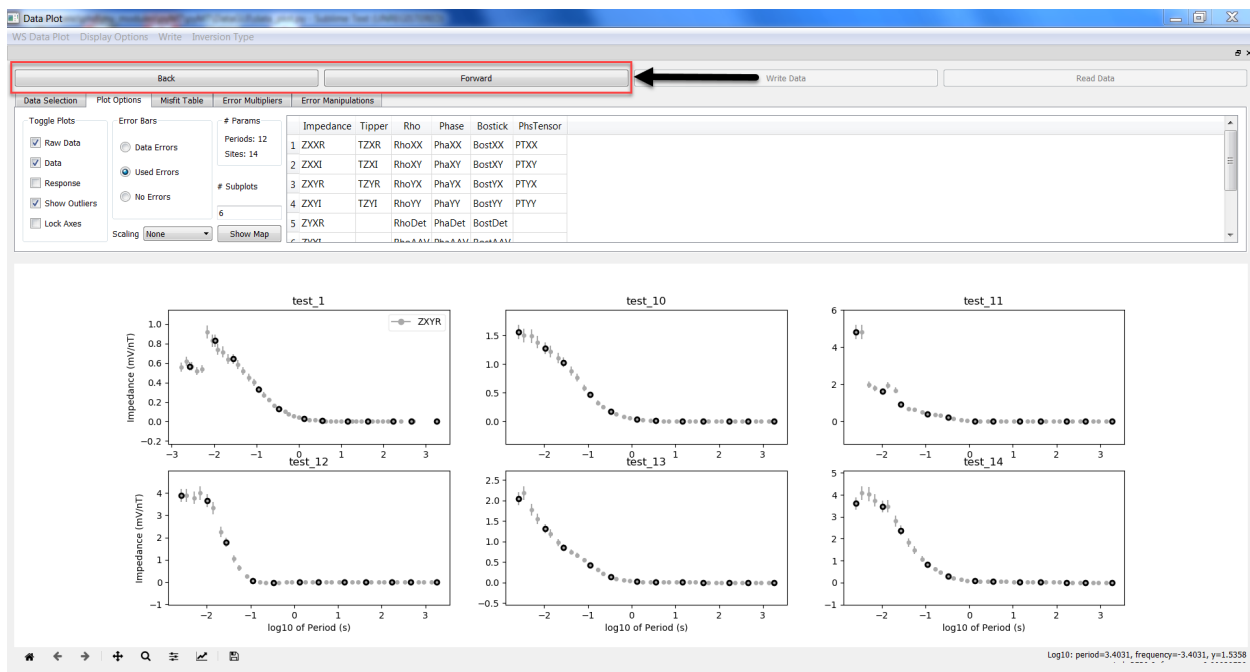 Data Plot
WS Data Plot Display Options Write Inversion Type
Back Forward Write Data Read Data
Data Selection Plot Options Misfit Table Error Multipliers Error Manipulations
Toggle Plots
Raw Data
Data
Response
Show Outliers
Lock Axes
Error Bars
Data Errors
Used Errors
No Errors
Scaling None
# Params
Periods: 12
Sites: 14
# Subplots
6
Show Map
Impedance Tipper Rho Phase Bostick PhsTensor
1 ZXXR TZXR RhoXX PhaXX BostXX PTXX
2 ZXXI TZXI RhoXY PhaXY BostXY PTXY
3 ZXYR TZYR RhoYX PhaYX BostYX PTYX
4 ZXYI TZYI RhoYY PhaYY BostYY PTYY
5 ZYXR RhoDet PhaDet BostDet
6 ZYXI RhoAAV PhaAAV BostAAV
test_1
ZXYR
Impedance (mV/nT)
1.0
0.8
0.6
0.4
0.2
0.0
−0.2
−3 −2 −1 0 1 2 3
test_10
1.5
1.0
0.5
0.0
−2 −1 0 1 2 3
test_11
6
4
2
0
−2 −1 0 1 2 3
test_12
Impedance (mV/nT)
4
3
2
1
0
−1
−2 −1 0 1 2 3
log10 of Period (s)
test_13
2.5
2.0
1.5
1.0
0.5
0.0
−0.5
−2 −1 0 1 2 3
log10 of Period (s)
test_14
5
4
3
2
1
0
−1
−2 −1 0 1 2 3
log10 of Period (s)
Log10: period=3.4031, frequency=-3.4031, y=1.5358